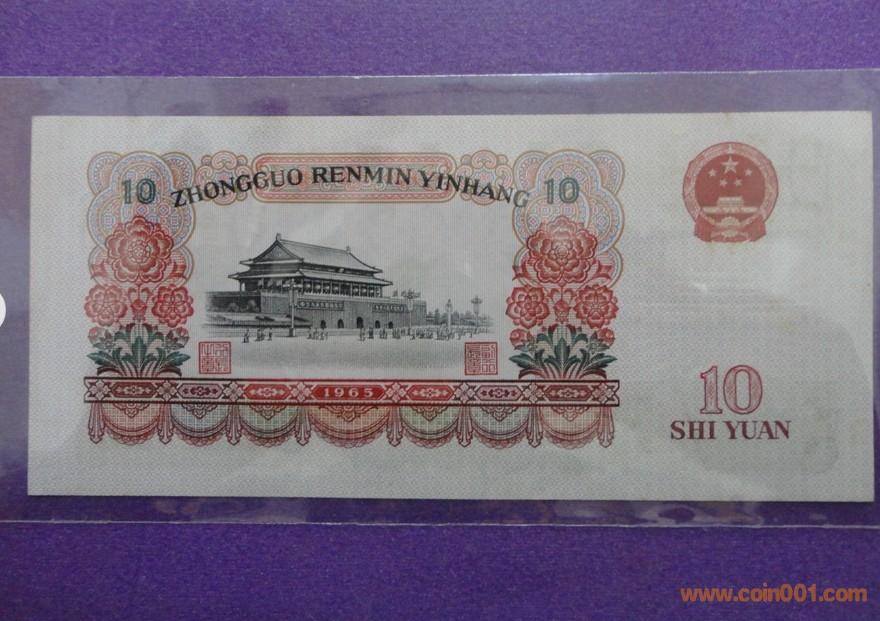 10 ZHONGGUO RENMIN YINHANG 10
1965
10
SHI YUAN
www.coin001.com